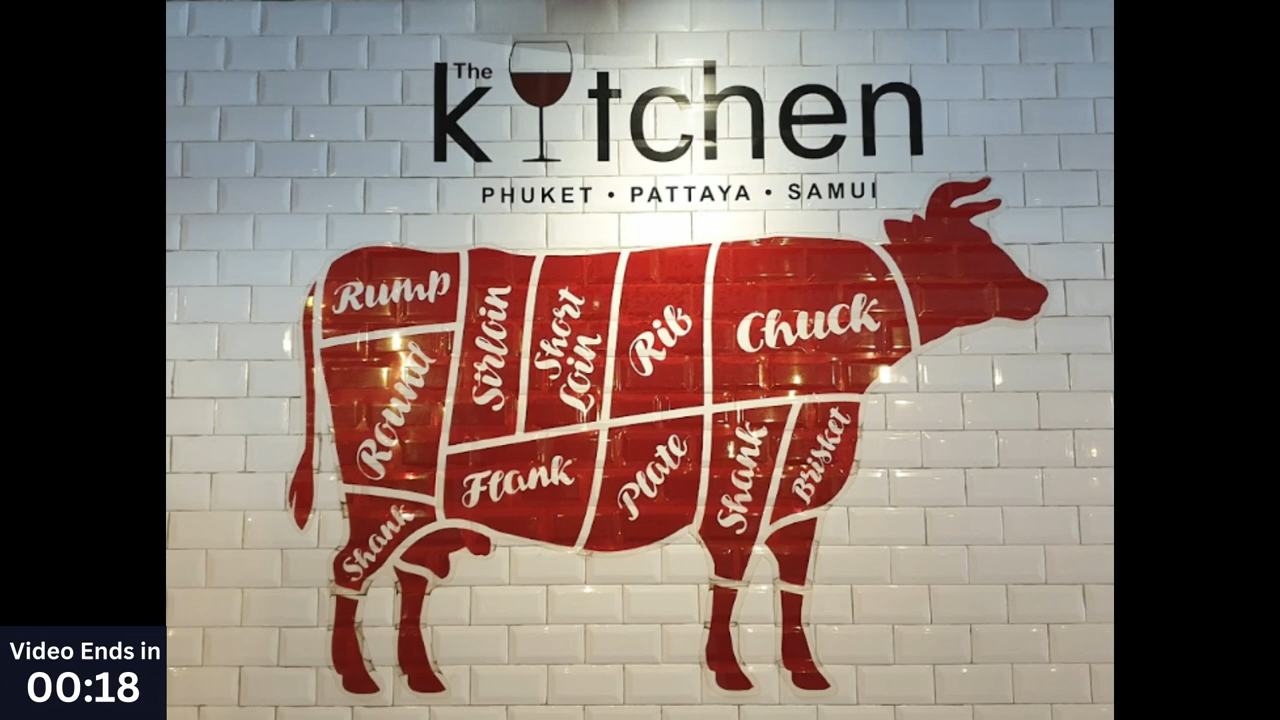 The
kitchen
PHUKET • PATTAYA • SAMUI
Rump
Sirloin
Short
Loin
Rib
Chuck
Round
Flank
Plate
Shank
Brisket
Shank
Video Ends in
00:18